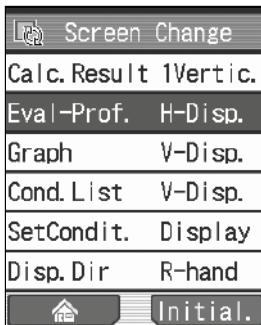 Screen Change
Calc.Result 1Vertic.
Eval-Prof. H-Disp.
Graph V-Disp.
Cond.List V-Disp.
SetCondit. Display
Disp.Dir R-hand
Initial.